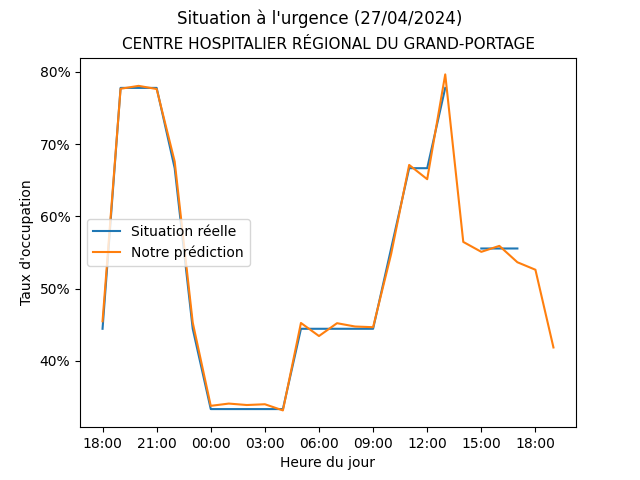 Situation à l'urgence (27/04/2024)
CENTRE HOSPITALIER RÉGIONAL DU GRAND-PORTAGE
80%
70%
60%
50%
40%
Taux d'occupation
Situation réelle
Notre prédiction
18:00 21:00 00:00 03:00 06:00 09:00 12:00 15:00 18:00
Heure du jour